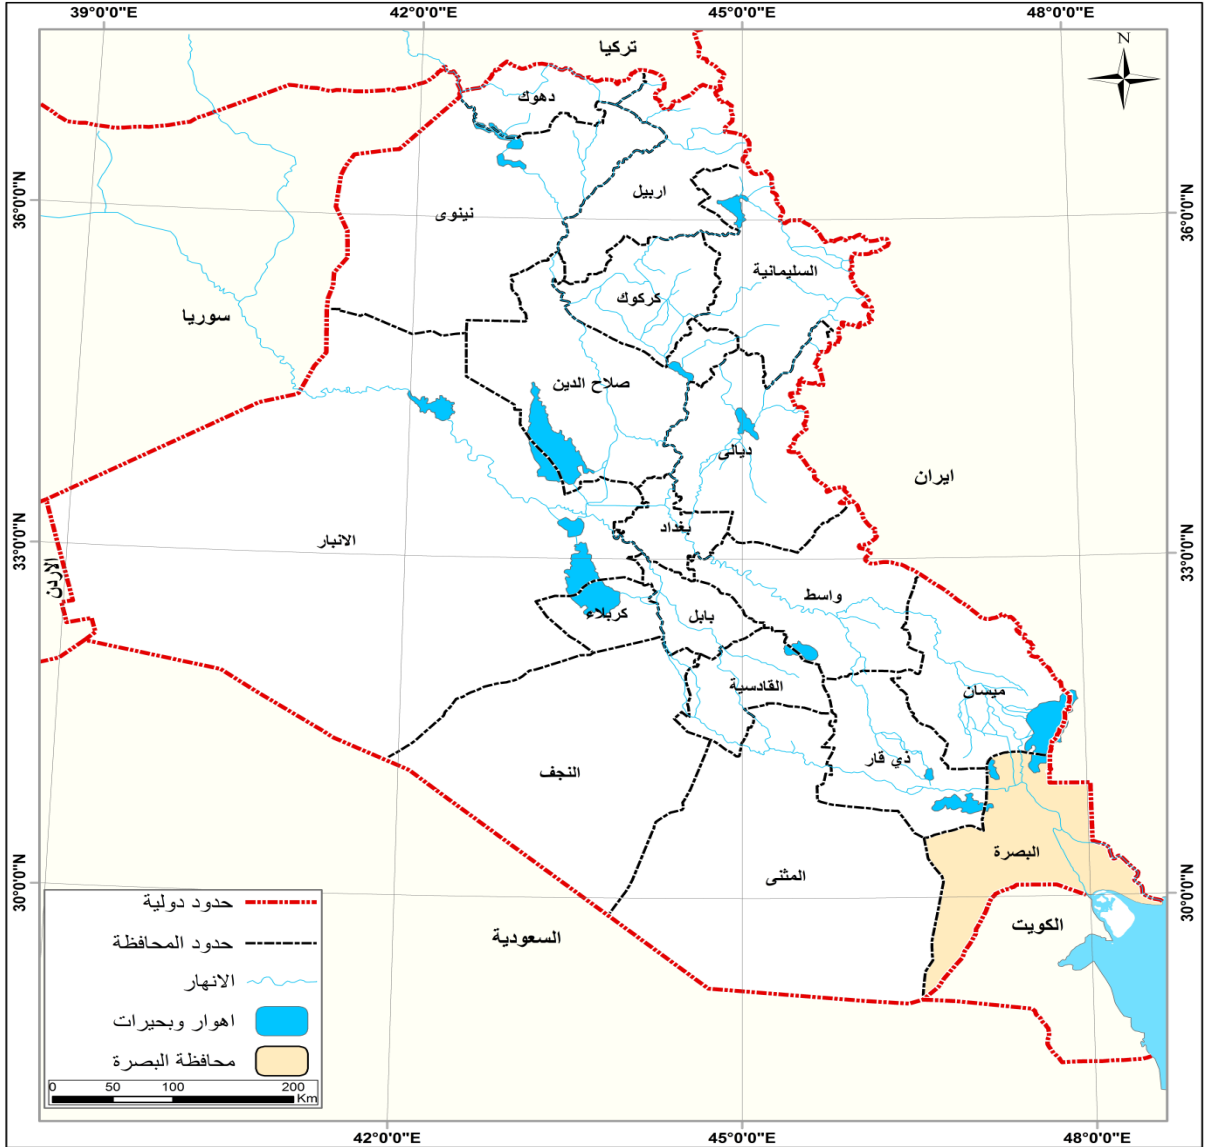 39°0'0"E
42°0'0"E
45°0'0"E
48°0'0"E
N
تركيا
دهوك
اربيل
نينوى
36°0'0"N
36°0'0"N
السليمانية
كركوك
سوريا
صلاح الدين
ديالى
ايران
بغداد
الانبار
33°0'0"N
33°0'0"N
الاردن
واسط
كربلاء
بابل
القادسية
ميسان
ذي قار
النجف
البصرة
المثنى
30°0'0"N
30°0'0"N
الكويت
السعودية
حدود دولية
حدود المحافظة
الانهار
اهوار وبحيرات
محافظة البصرة
0 50 100 200
Km
42°0'0"E
45°0'0"E
48°0'0"E